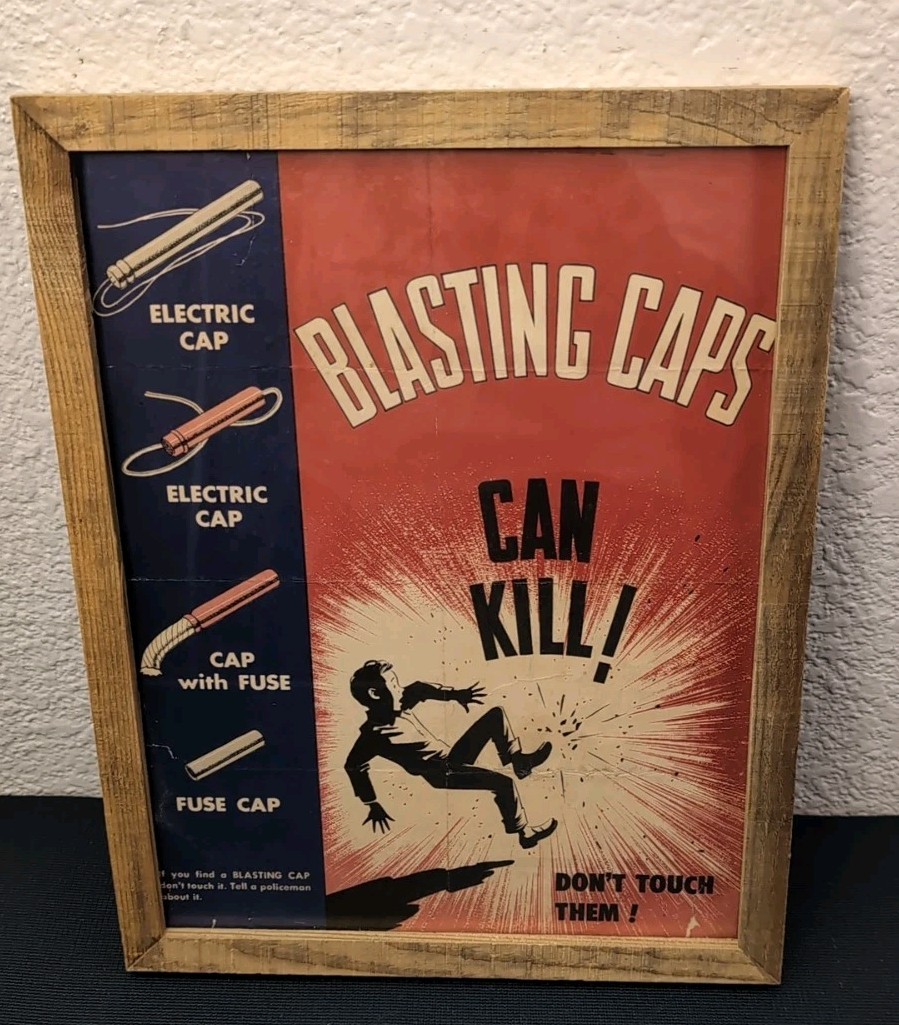 ELECTRIC
CAP
ELECTRIC
CAP
CAP
with FUSE
FUSE CAP
f you find a BLASTING CAP
don't touch it. Tell a policeman
about it.
BLASTING CAPS
CAN
KILL!
DON'T TOUCH
THEM !